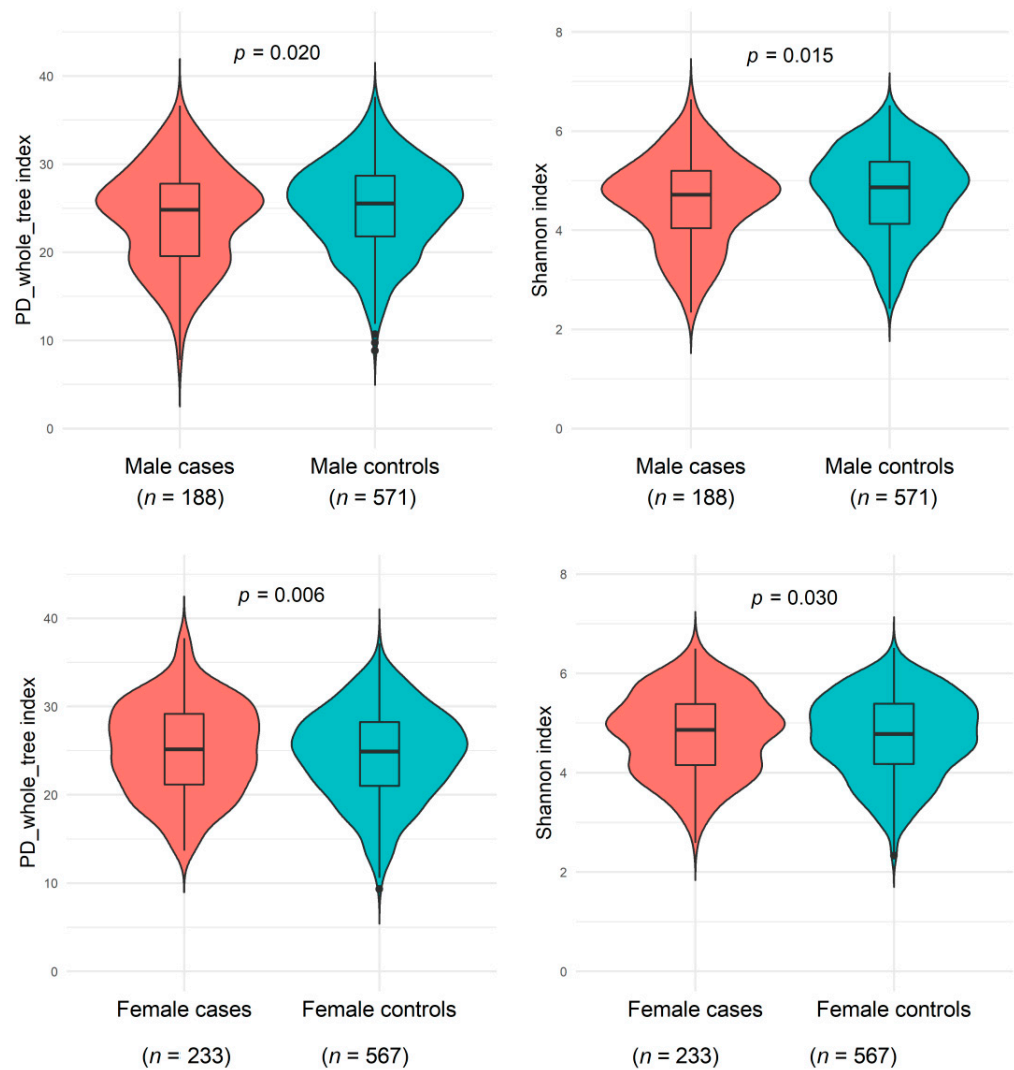 p = 0.020
PD_whole_tree index
40
30
20
10
0
Male cases
Male controls
(n = 188)
(n = 571)
p = 0.015
Shannon index
8
6
4
2
0
Male cases
Male controls
(n = 188)
(n = 571)
p = 0.006
PD_whole_tree index
40
30
20
10
0
Female cases
Female controls
(n = 233)
(n = 567)
p = 0.030
Shannon index
8
6
4
2
0
Female cases
Female controls
(n = 233)
(n = 567)